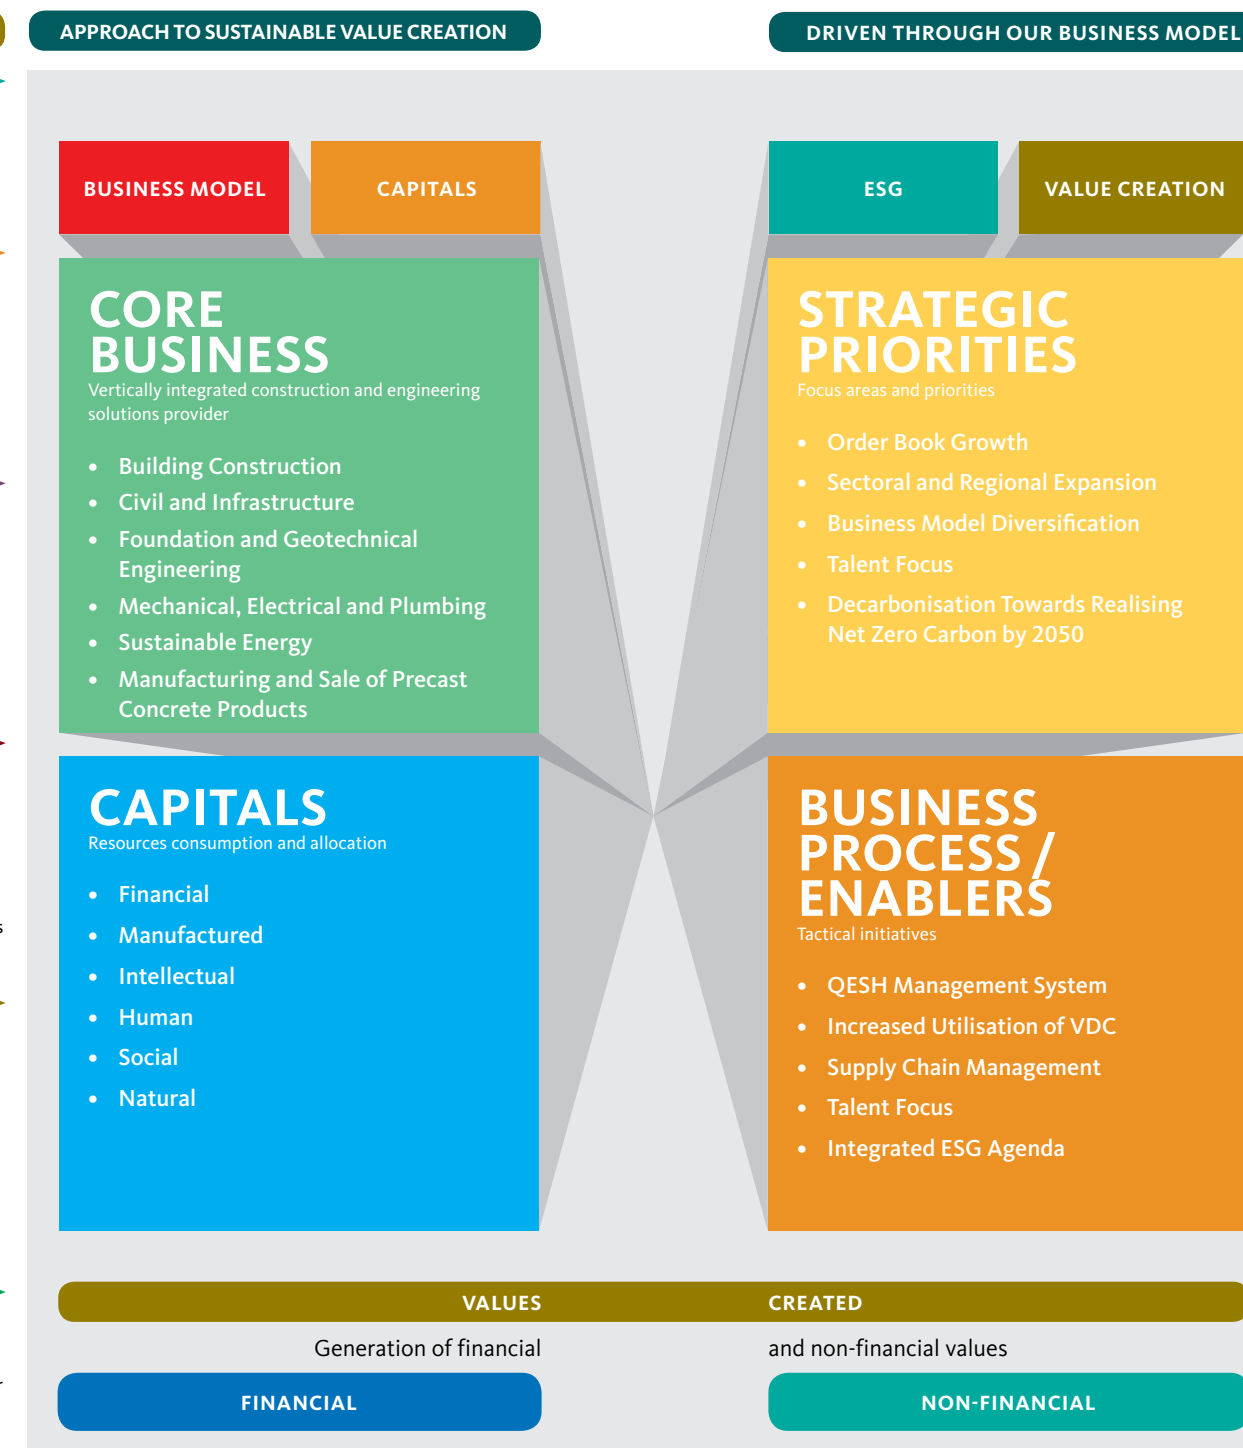 APPROACH TO SUSTAINABLE VALUE CREATION
DRIVEN THROUGH OUR BUSINESS MODEL
BUSINESS MODEL
CAPITALS
ESG
VALUE CREATION
CORE
BUSINESS
Vertically integrated construction and engineering
solutions provider
• Building Construction
• Civil and Infrastructure
• Foundation and Geotechnical
Engineering
• Mechanical, Electrical and Plumbing
• Sustainable Energy
• Manufacturing and Sale of Precast
Concrete Products
STRATEGIC
PRIORITIES
Focus areas and priorities
• Order Book Growth
• Sectoral and Regional Expansion
• Business Model Diversification
• Talent Focus
• Decarbonisation Towards Realising
Net Zero Carbon by 2050
CAPITALS
Resources consumption and allocation
• Financial
• Manufactured
• Intellectual
• Human
• Social
• Natural
BUSINESS
PROCESS /
ENABLERS
Tactical initiatives
• QESH Management System
• Increased Utilisation of VDC
• Supply Chain Management
• Talent Focus
• Integrated ESG Agenda
VALUES CREATED
Generation of financial and non-financial values
FINANCIAL
NON-FINANCIAL